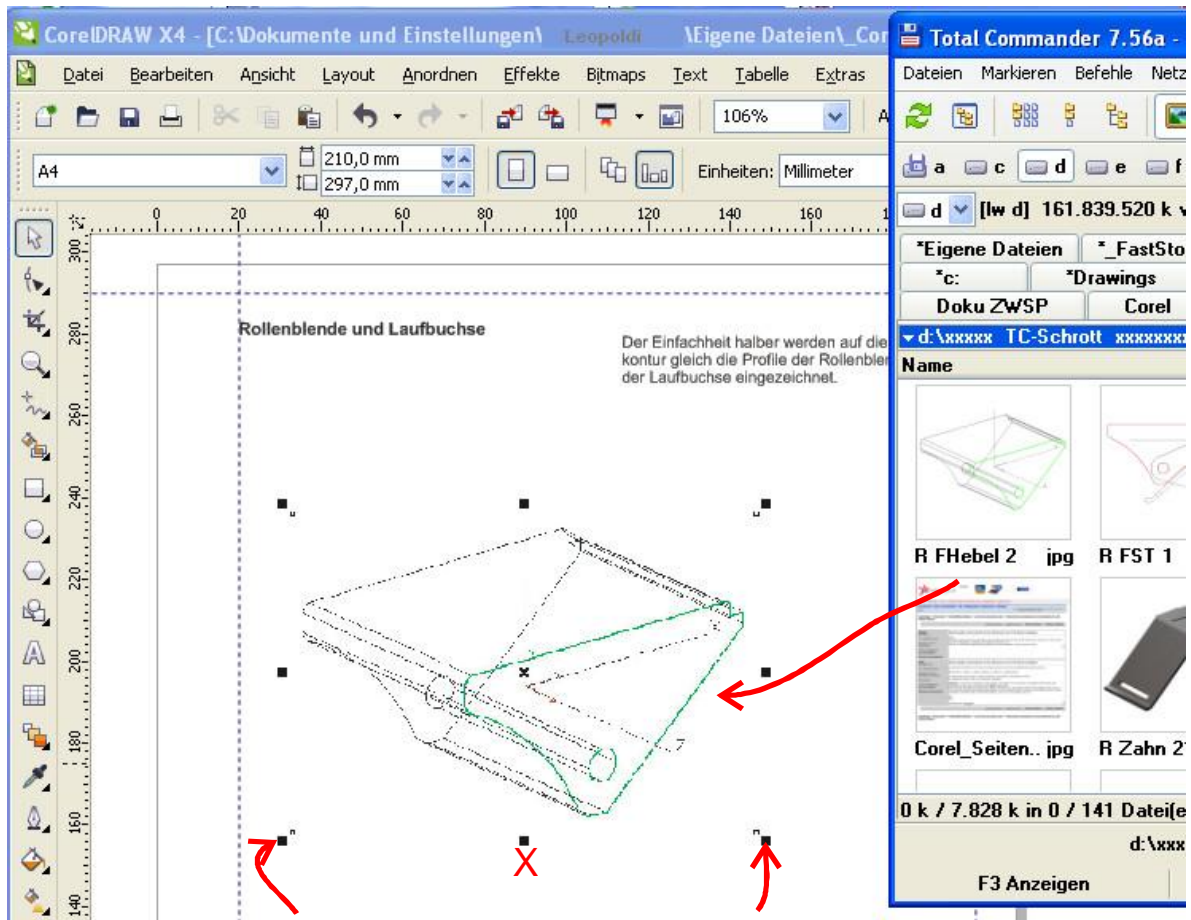 CorelDRAW X4 - [C:\Dokumente und Einstellungen\ Leopoldi \Eigene Dateien\_Cor
Datei Bearbeiten Ansicht Layout Anordnen Effekte Bitmaps Text Tabelle Extras
106% A
A4 210,0 mm 297,0 mm Einheiten: Millimeter
0 20 40 60 80 100 120 140 160 1
300 280 260 240 220 200 180 160 140
Rollenblende und Laufbuchse
Der Einfachheit halber werden auf die
kontur gleich die Profile der Rollenblen
der Laufbuchse eingezeichnet.
X
Total Commander 7.56a -
Dateien Markieren Befehle Netz
a c d e f
d [lw d] 161.839.520 k v
*Eigene Dateien *_FastSto
*c: *Drawings
Doku ZWSP Corel
d:\xxxxx TC-Schrott xxxxxxxx
Name
R FHebel 2 jpg R FST 1
Corel_Seiten.. jpg R Zahn 2
0 k / 7.828 k in 0 / 141 Datei(e
d:\xxx
F3 Anzeigen